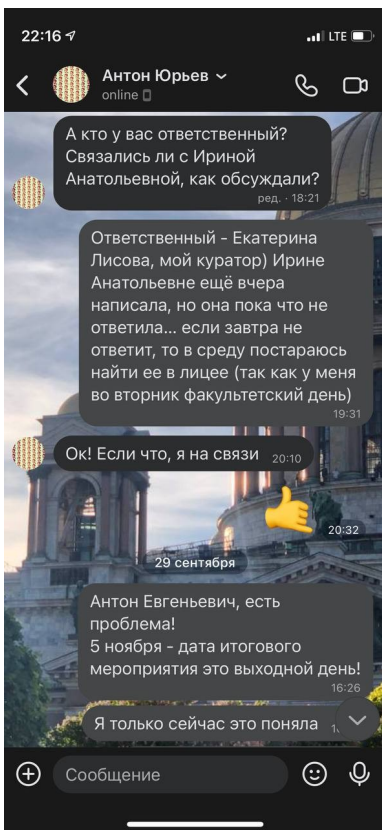 22:16
LTE
Антон Юрьев
online
А кто у вас ответственный?
Связались ли с Ириной
Анатольевной, как обсуждали?
ред. · 18:21
Ответственный - Екатерина
Лисова, мой куратор) Ирине
Анатольевне ещё вчера
написала, но она пока что не
ответила... если завтра не
ответит, то в среду постараюсь
найти ее в лицее (так как у меня
во вторник факультетский день)
19:31
Ок! Если что, я на связи 20:10
20:32
29 сентября
Антон Евгеньевич, есть
проблема!
5 ноября - дата итогового
мероприятия это выходной день!
16:26
Я только сейчас это поняла
Сообщение